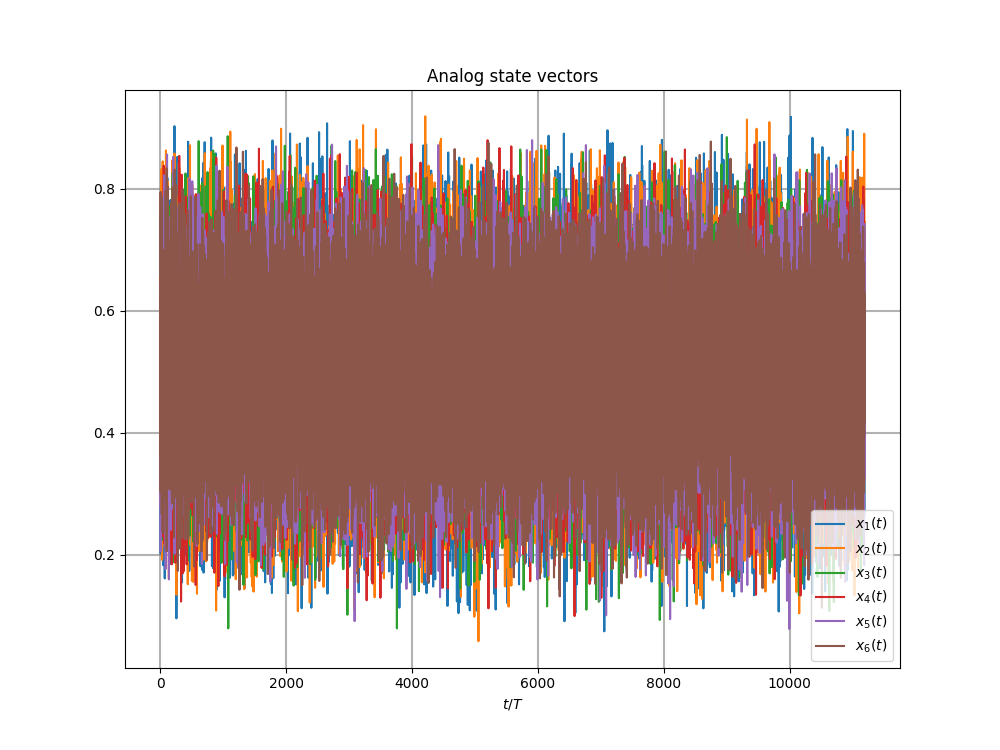 Analog state vectors
0.8
0.6
0.4
0.2
0 2000 4000 6000 8000 10000
t/T
x₁(t)
x₂(t)
x₃(t)
x₄(t)
x₅(t)
x₆(t)